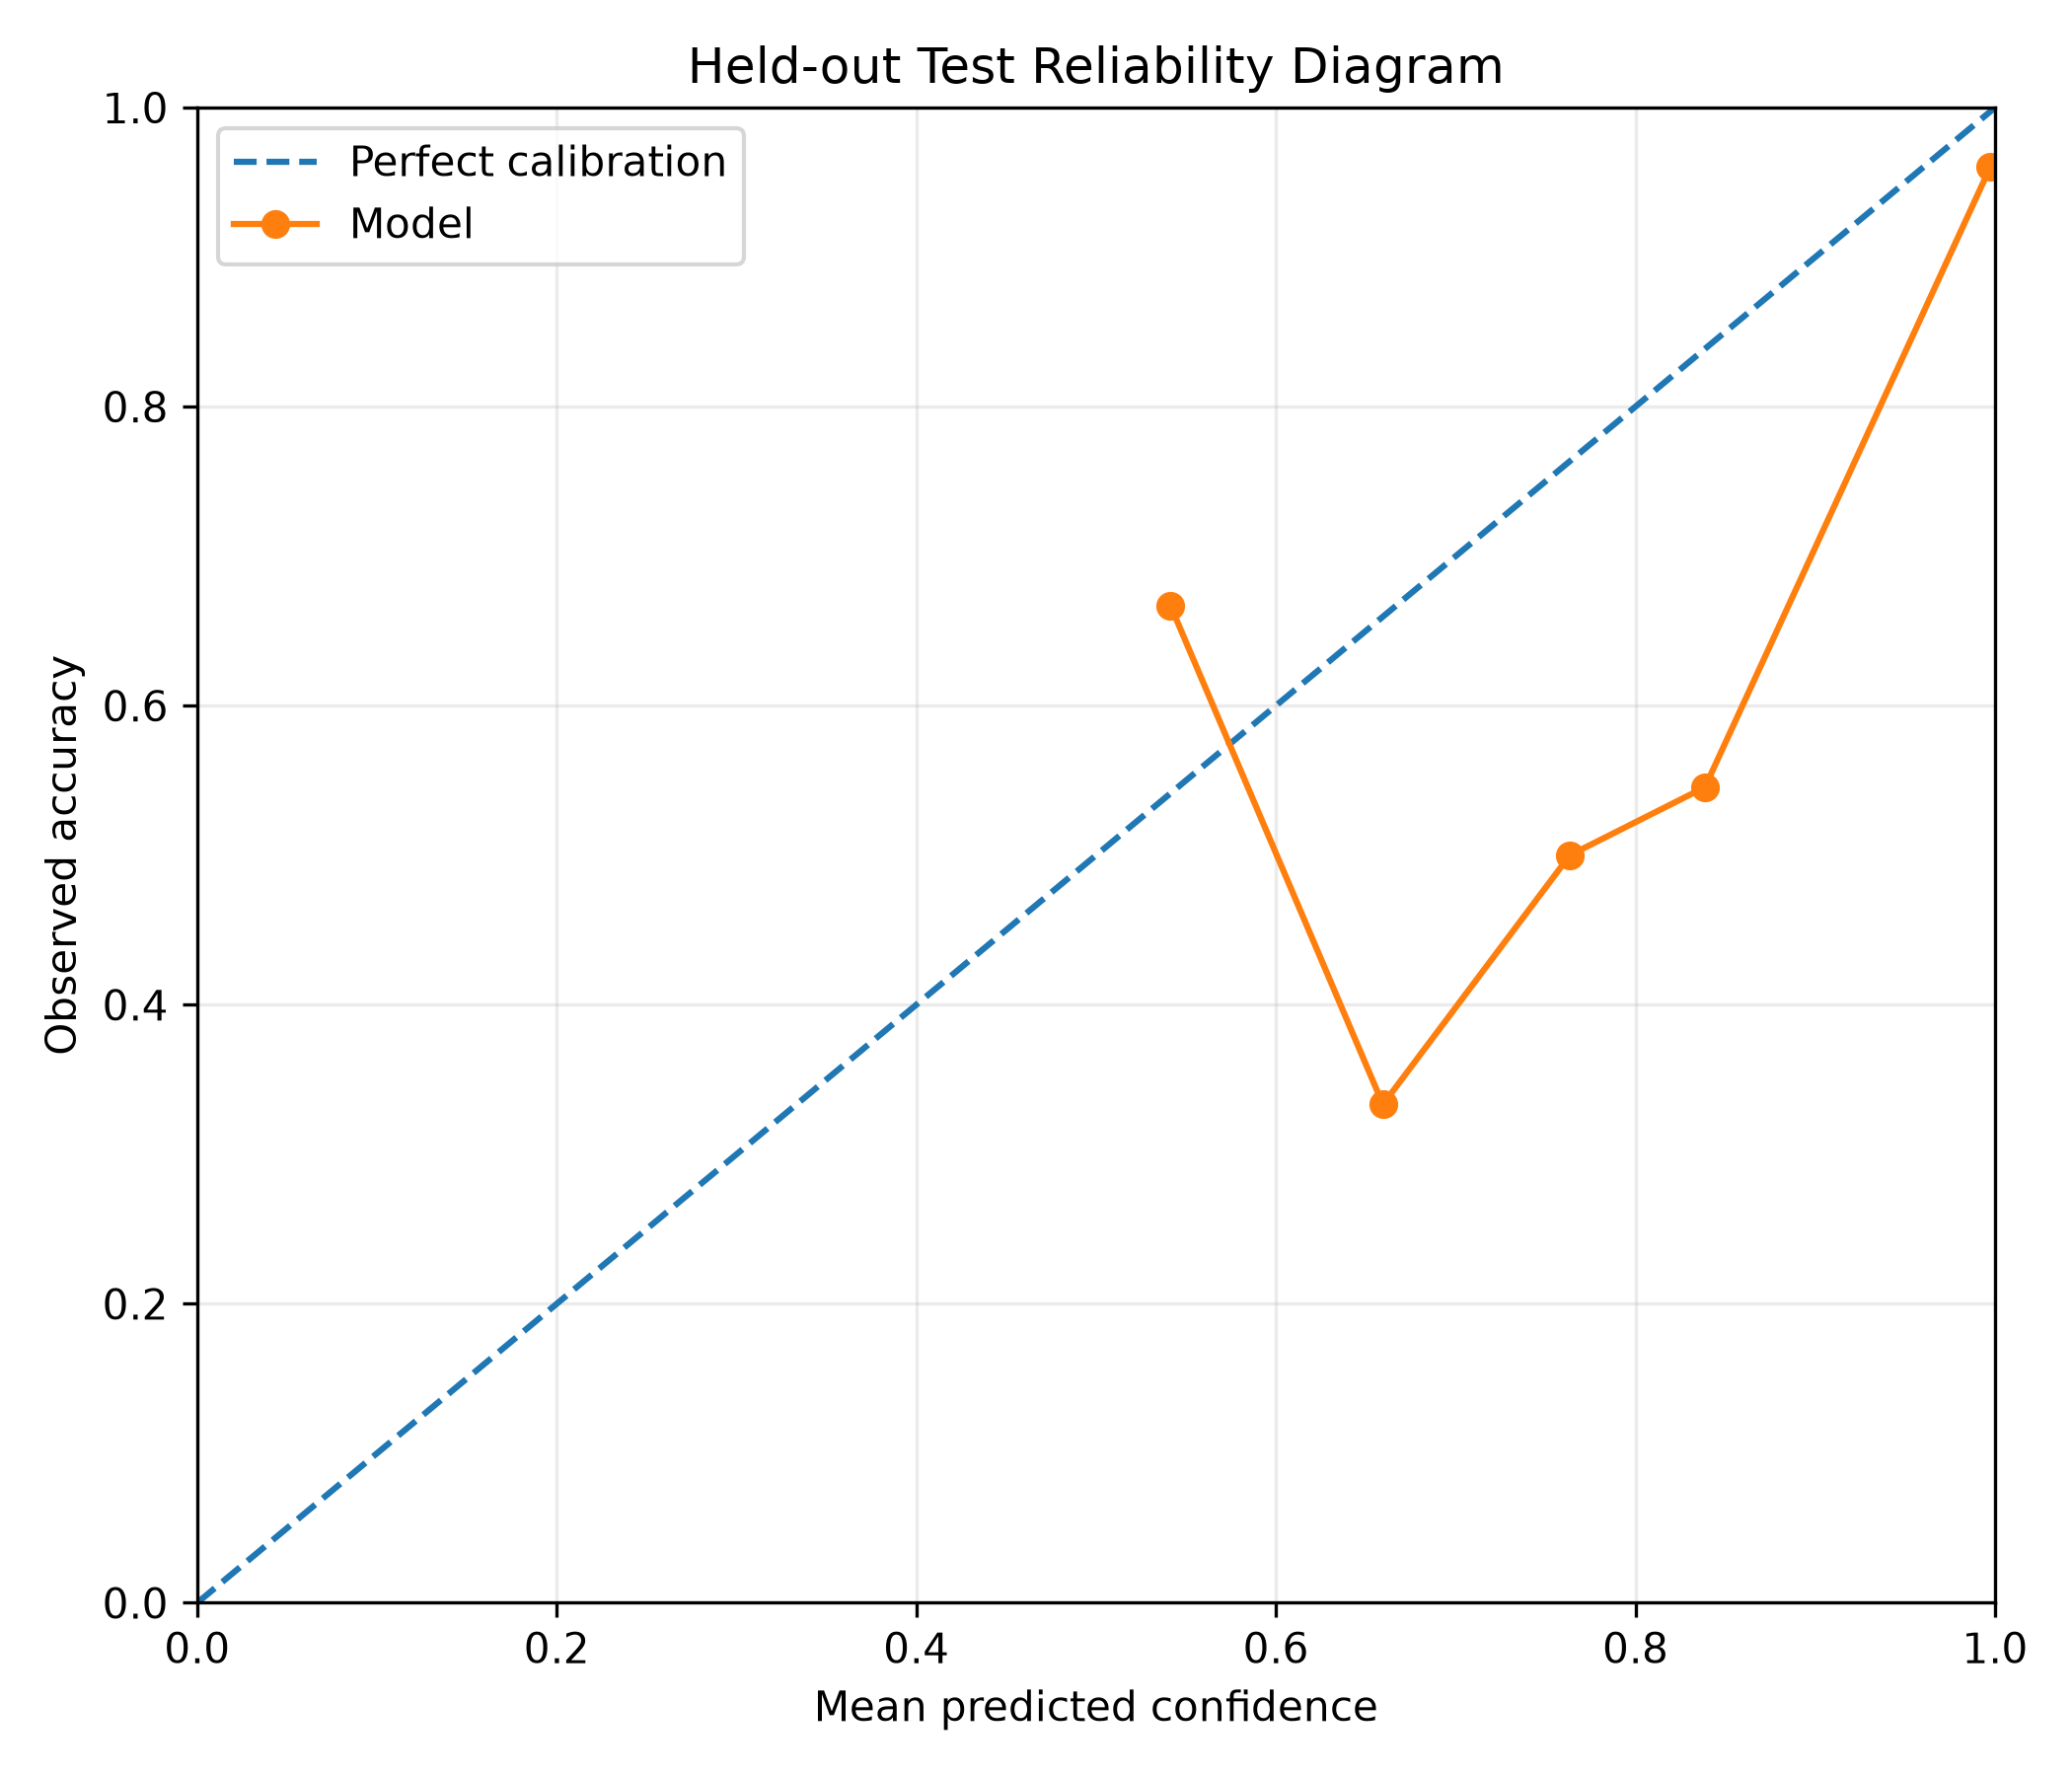 Held-out Test Reliability Diagram
Perfect calibration
Model
Observed accuracy
1.0
0.8
0.6
0.4
0.2
0.0
0.0 0.2 0.4 0.6 0.8 1.0
Mean predicted confidence